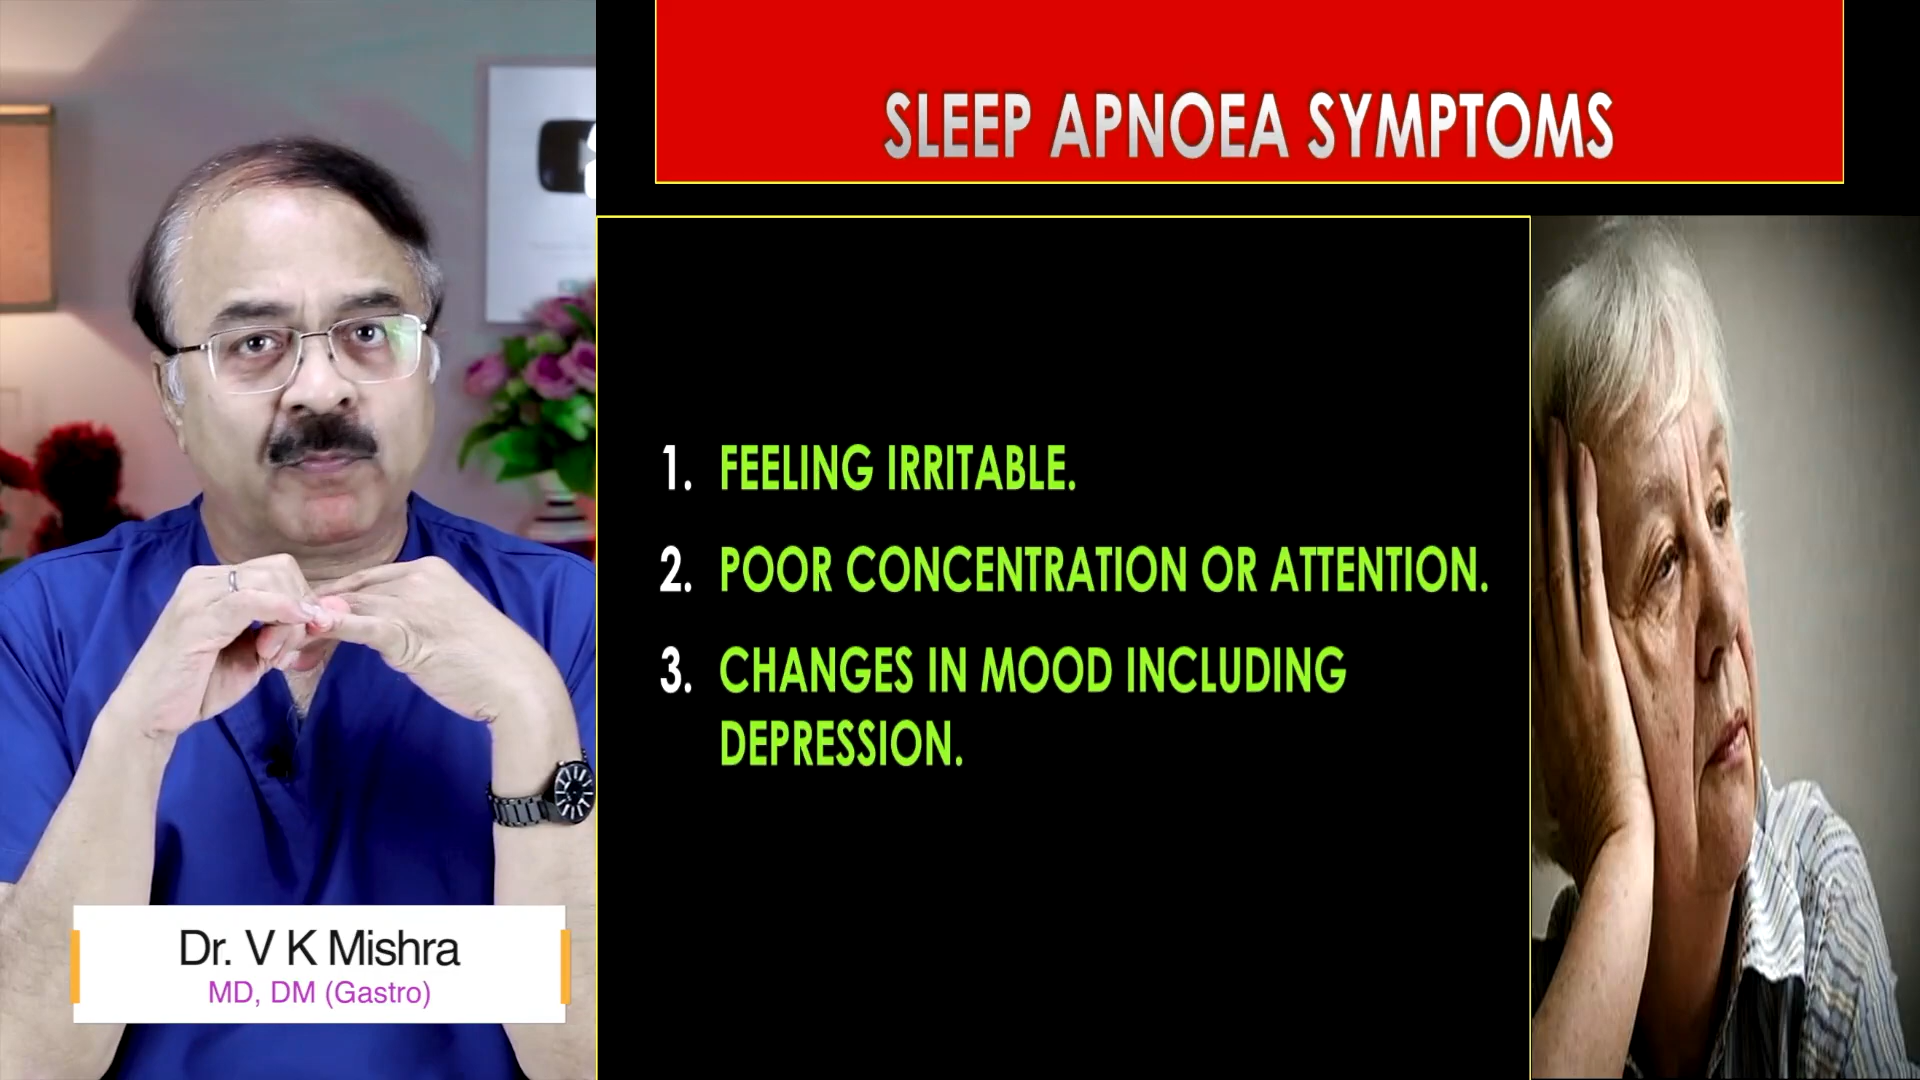 SLEEP APNOEA SYMPTOMS
1. FEELING IRRITABLE.
2. POOR CONCENTRATION OR ATTENTION.
3. CHANGES IN MOOD INCLUDING
DEPRESSION.
Dr. V K Mishra
MD, DM (Gastro)